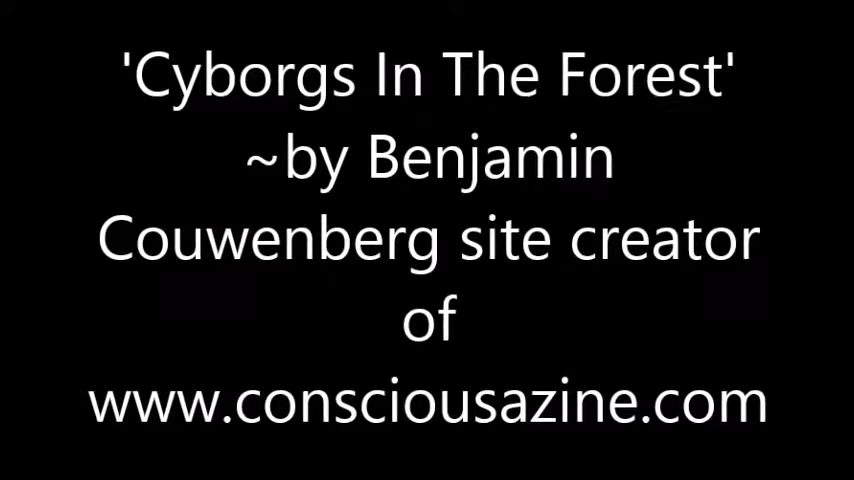 'Cyborgs In The Forest'
~by Benjamin
Couwenberg site creator
of
www.consciousazine.com